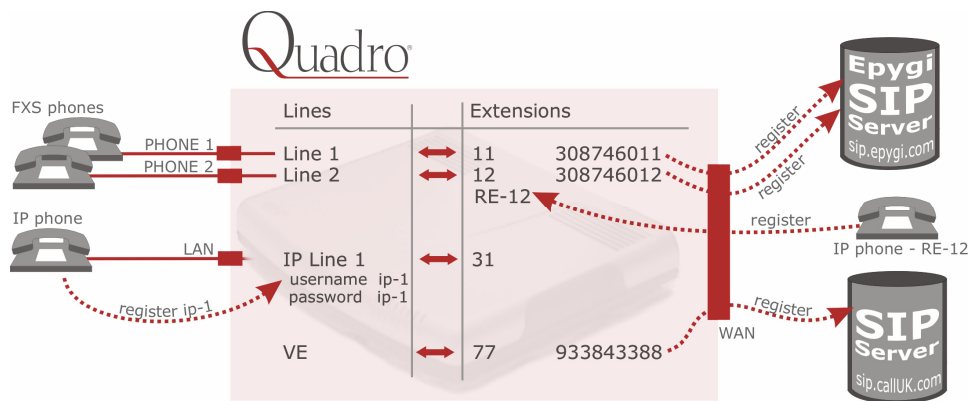 Quadro®
FXS phones
PHONE 1
PHONE 2
IP phone
LAN
register ip-1
Lines
Extensions
Line 1
11
308746011
Line 2
12
308746012
RE-12
IP Line 1
31
username ip-1
password ip-1
VE
77
933843388
WAN
register
register
register
register
Epygi
SIP
Server
sip.epygi.com
IP phone - RE-12
SIP
Server
sip.callUK.com